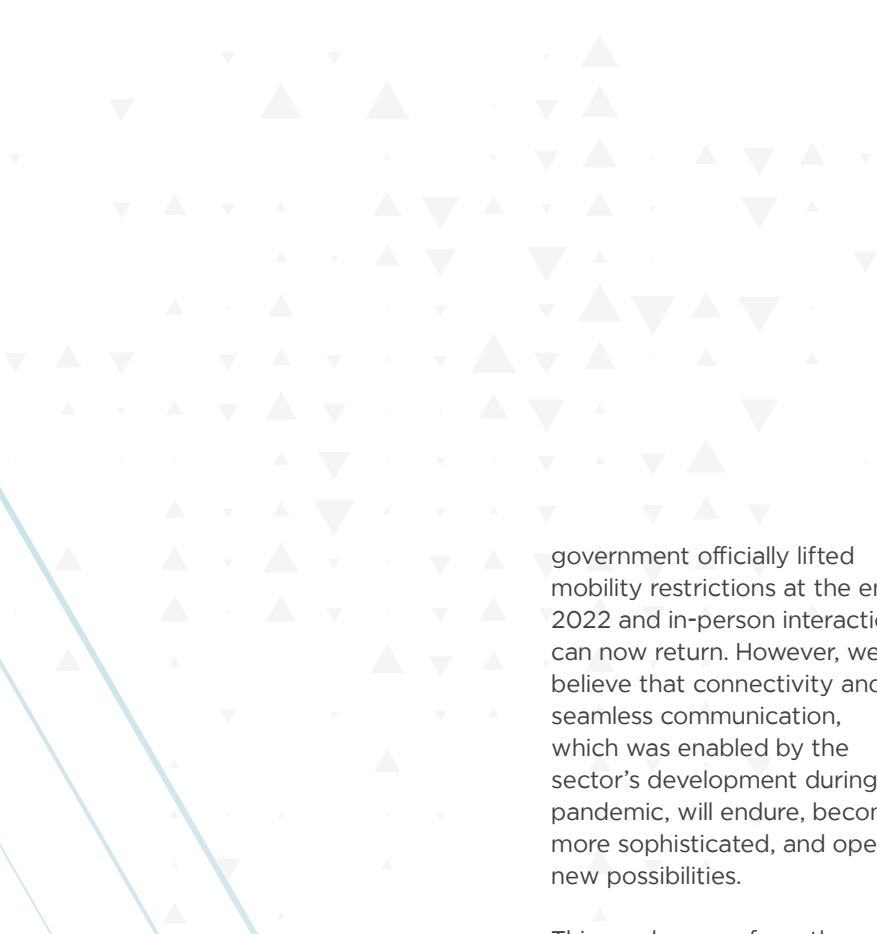 government officially lifted
mobility restrictions at the
2022 and in-person
can now return. However, we
believe that connectivity and
seamless communication,
which was enabled by the
sector’s development during
pandemic, will endure,
more sophisticated, and
new possibilities.